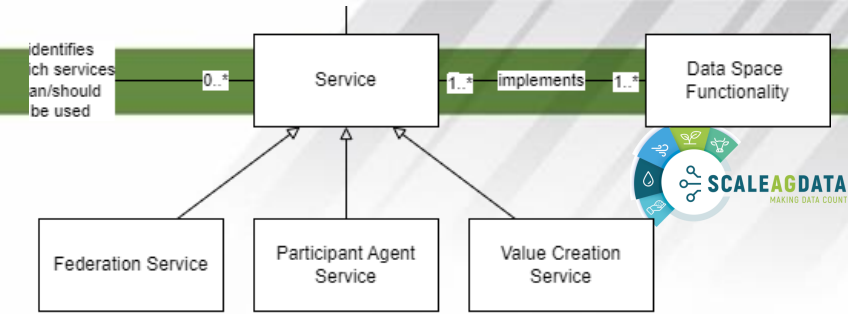 identifies
ich services
an/should
be used
0..*
Service
1..*
implements
1..*
Data Space
Functionality
SCALEAGDATA
MAKING DATA COUNT
Federation Service
Participant Agent
Service
Value Creation
Service